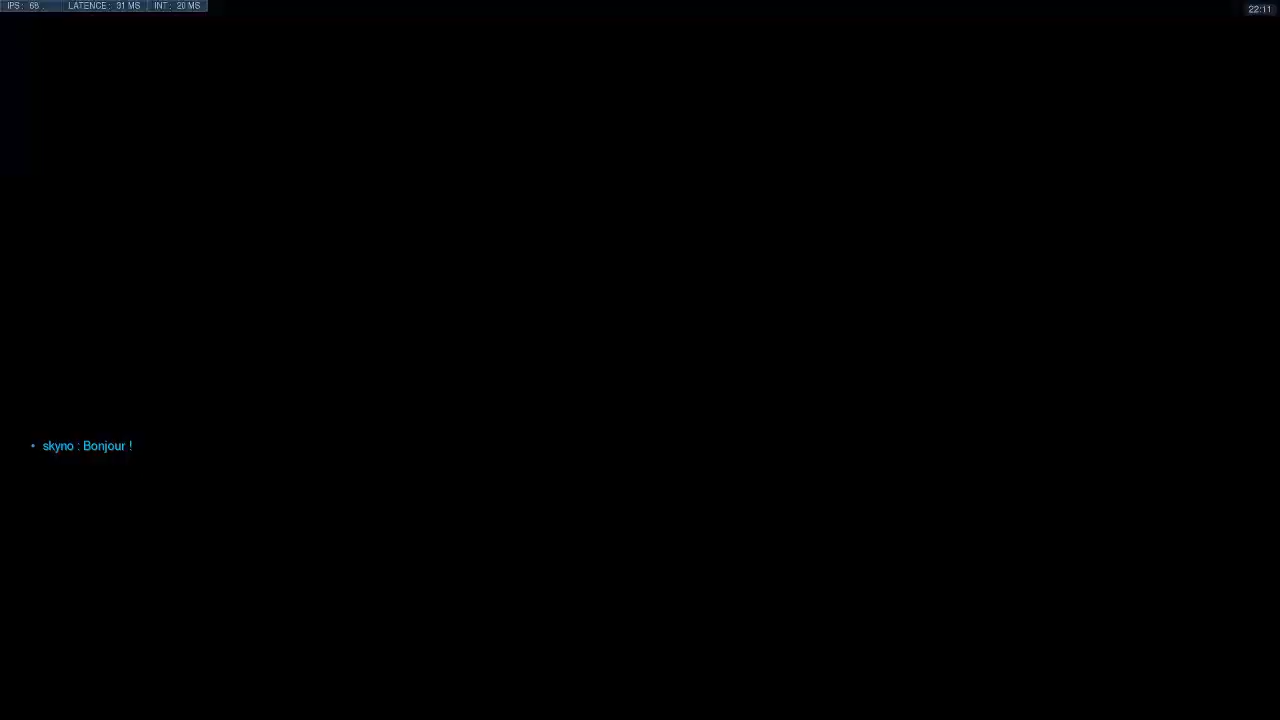 IPS: 68 LATENCE: 31 MS INT: 20 MS
22:11
• skyno : Bonjour !